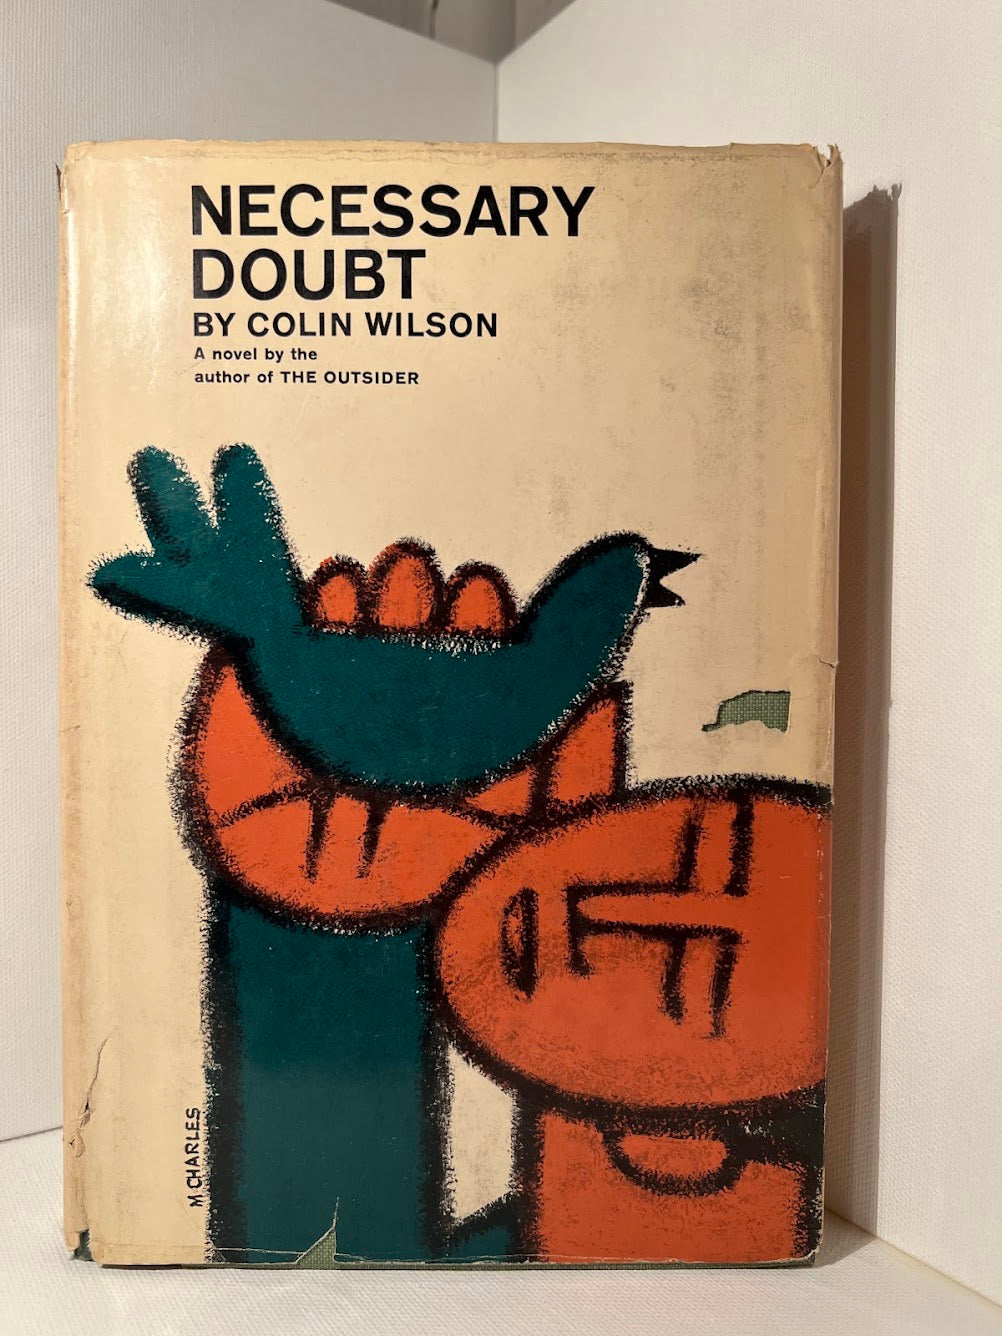 NECESSARY
DOUBT
BY COLIN WILSON
A novel by the
author of THE OUTSIDER
M CHARLES